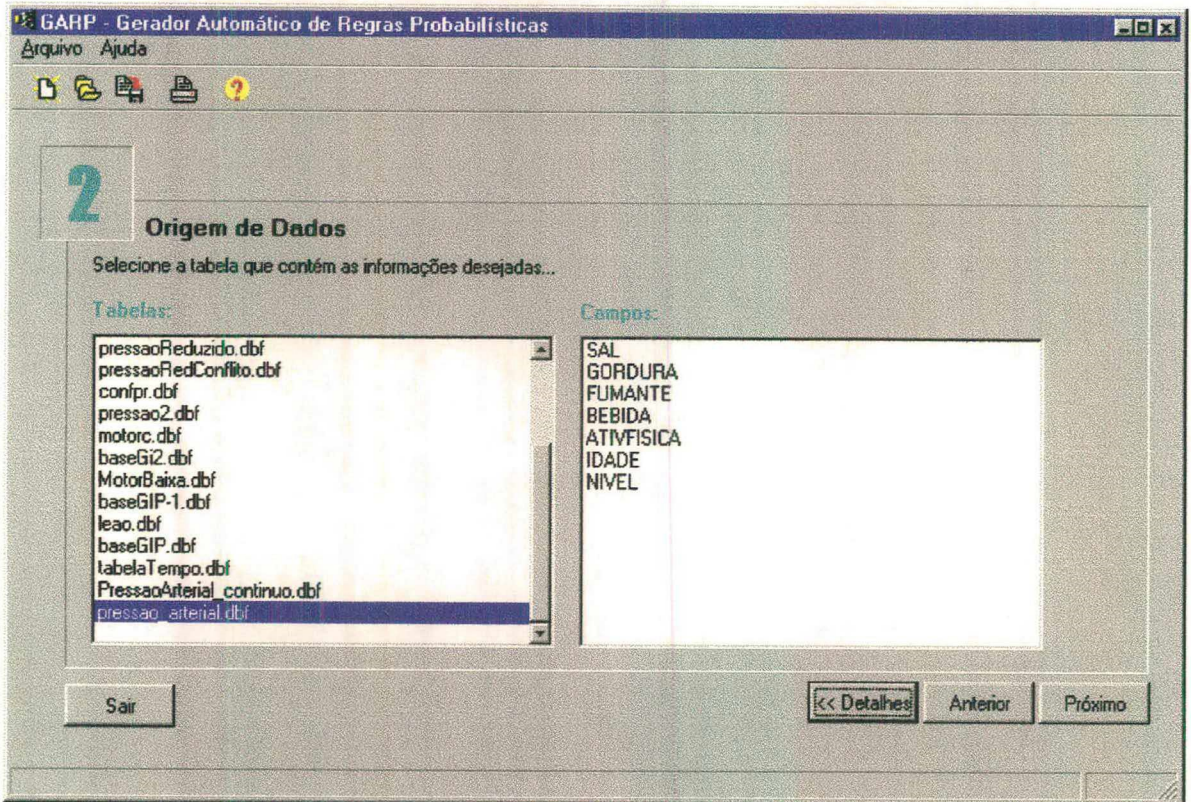 GARP - Gerador Automático de Regras Probabilísticas
Arquivo Ajuda
2
Origem de Dados
Selecione a tabela que contém as informações desejadas...
Tabelas:
pressaoReduzido.dbf
pressaoRedConflito.dbf
confpr.dbf
pressao2.dbf
motorc.dbf
baseGi2.dbf
MotorBaixa.dbf
baseGIP-1.dbf
leao.dbf
baseGIP.dbf
tabelaTempo.dbf
PressaoArterial_continuo.dbf
pressao_arterial.dbf
Campos:
SAL
GORDURA
FUMANTE
BEBIDA
ATIVFISICA
IDADE
NIVEL
Sair
<< Detalhes
Anterior
Próximo